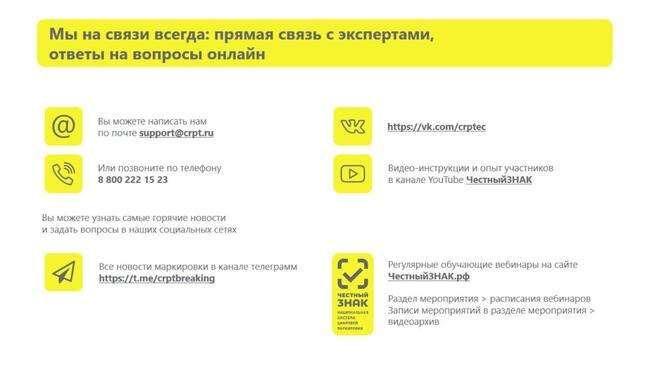 Мы на связи всегда: прямая связь с экспертами,
ответы на вопросы онлайн
@
Вы можете написать нам
по почте support@crpt.ru
Или позвоните по телефону
8 800 222 15 23
Вы можете узнать самые горячие новости
и задать вопросы в наших социальных сетях
Все новости маркировки в канале телеграмм
https://t.me/crptbreaking
https://vk.com/crptec
Видео-инструкции и опыт участников
в канале YouTube ЧестныйЗНАК
ЧЕСТНЫЙ
ЗНАК
НАЦИОНАЛЬНАЯ
СИСТЕМА
ЦИФРОВОЙ
МАРКИРОВКИ
Регулярные обучающие вебинары на сайте
ЧестныйЗНАК.рф
Раздел мероприятия > расписания вебинаров
Записи мероприятий в разделе мероприятия >
видеоархив